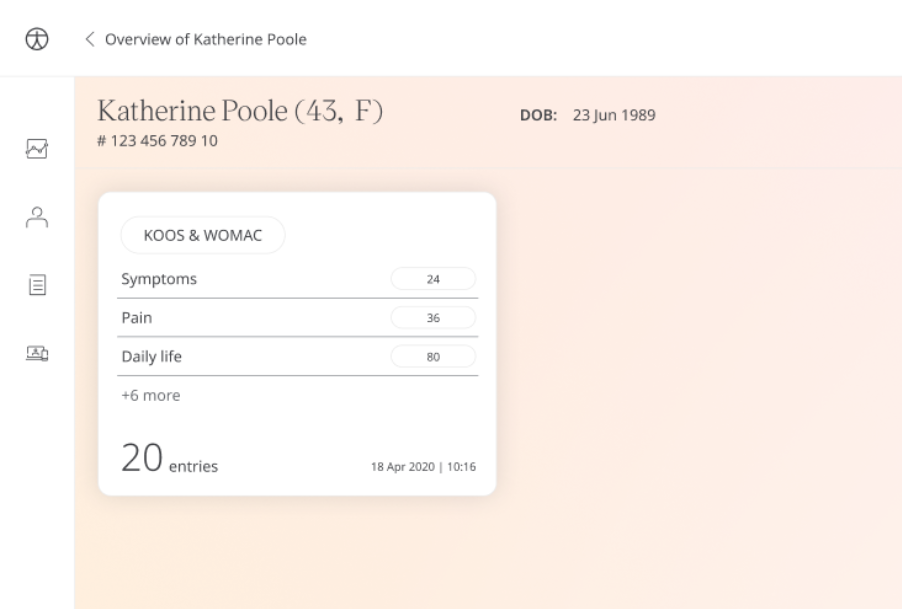 Overview of Katherine Poole
Katherine Poole (43, F)
DOB: 23 Jun 1989
# 123 456 789 10
KOOS & WOMAC
Symptoms 24
Pain 36
Daily life 80
+6 more
20 entries 18 Apr 2020 | 10:16